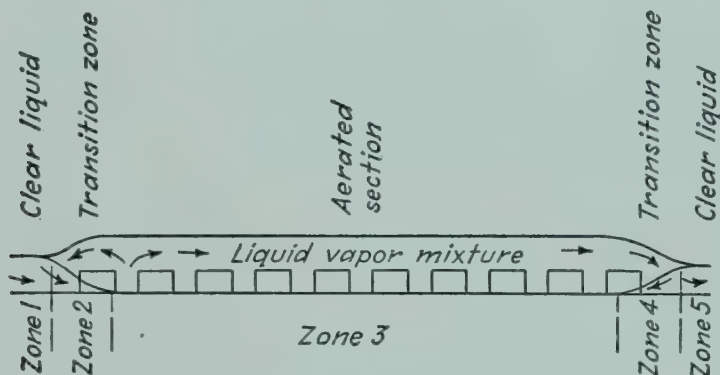 Clear liquid
Transition zone
Aerated
section
Transition zone
Clear liquid
Liquid vapor mixture
Zone 1
Zone 2
Zone 3
Zone 4
Zone 5